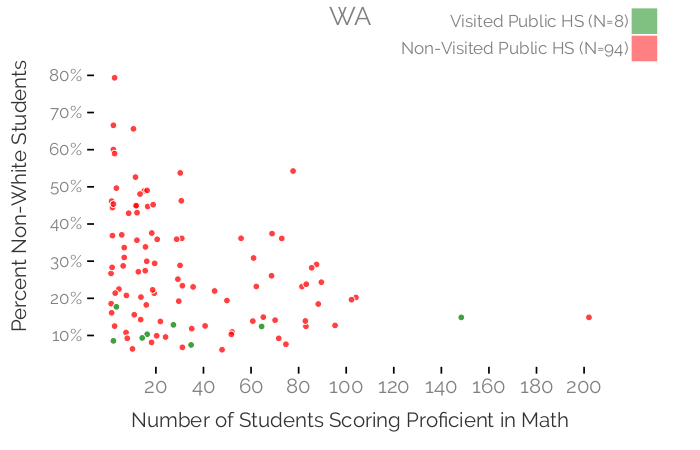 WA
Visited Public HS (N=8)
Non-Visited Public HS (N=94)
Percent Non-White Students
80%
70%
60%
50%
40%
30%
20%
10%
20 40 60 80 100 120 140 160 180 200
Number of Students Scoring Proficient in Math